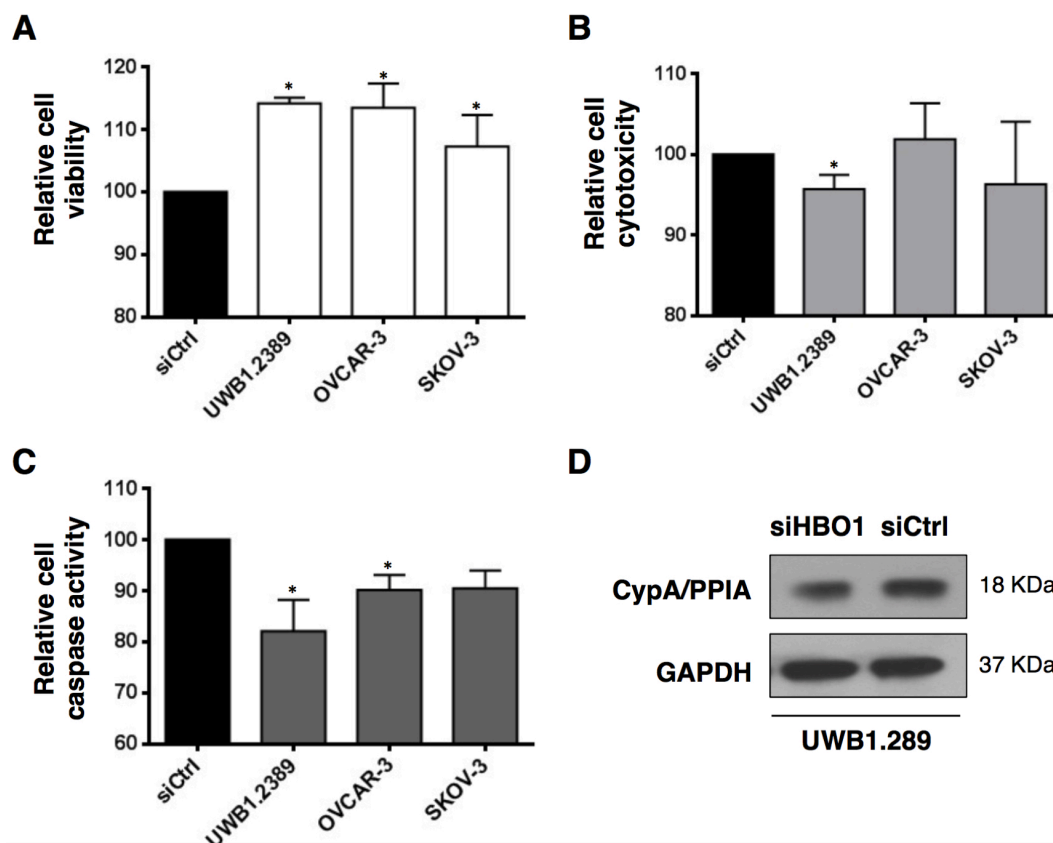 A
Relative cell
viability
120
110
100
90
80
*
*
*
siCtrl
UWB1.2389
OVCAR-3
SKOV-3
B
Relative cell
cytotoxicity
110
100
90
80
*
siCtrl
UWB1.2389
OVCAR-3
SKOV-3
C
Relative cell
caspase activity
110
100
90
80
70
60
*
*
siCtrl
UWB1.2389
OVCAR-3
SKOV-3
D
siHBO1 siCtrl
CypA/PPIA 18 KDa
GAPDH 37 KDa
UWB1.289